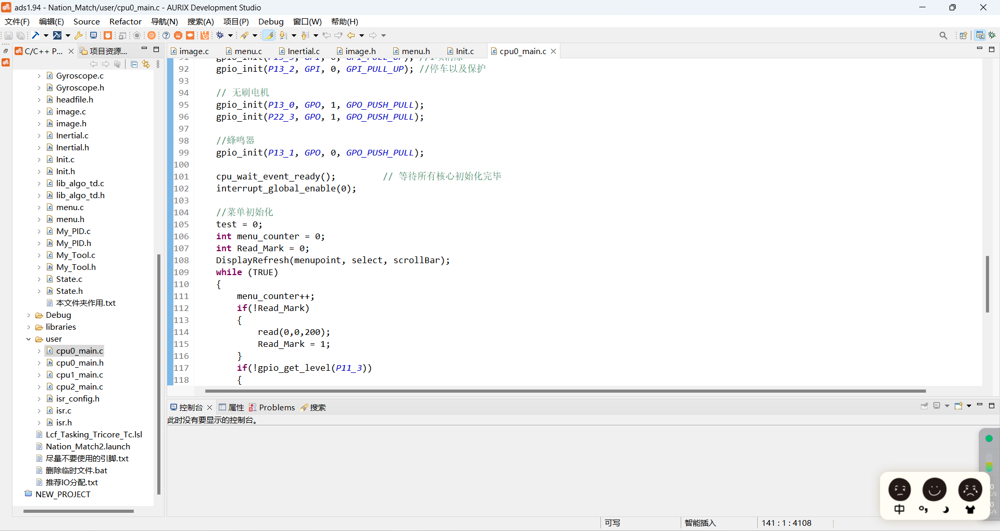 ads1.94 - Nation_Match/user/cpu0_main.c - AURIX Development Studio
文件(F) 编辑(E) Source Refactor 导航(N) 搜索(A) 项目(P) Debug 窗口(W) 帮助(H)
C/C++ P... 项目资源...
image.c menu.c Inertial.c image.h menu.h Init.c cpu0_main.c
Gyroscope.c
Gyroscope.h
headfile.h
image.c
image.h
Inertial.c
Inertial.h
Init.c
Init.h
lib_algo_td.c
lib_algo_td.h
menu.c
menu.h
My_PID.c
My_PID.h
My_Tool.c
My_Tool.h
State.c
State.h
本文件夹作用.txt
Debug
libraries
user
cpu0_main.c
cpu0_main.h
cpu1_main.c
cpu2_main.c
isr_config.h
isr.c
isr.h
Lcf_Tasking_Tricore_Tc.lsl
Nation_Match2.launch
尽量不要使用的引脚.txt
删除临时文件.bat
推荐IO分配.txt
NEW_PROJECT
92 gpio_init(P13_2, GPI, 0, GPI_PULL_UP); //停车以及保护
93
94 // 无刷电机
95 gpio_init(P13_0, GPO, 1, GPO_PUSH_PULL);
96 gpio_init(P22_3, GPO, 1, GPO_PUSH_PULL);
97
98 //蜂鸣器
99 gpio_init(P13_1, GPO, 0, GPO_PUSH_PULL);
100
101 cpu_wait_event_ready(); // 等待所有核心初始化完毕
102 interrupt_global_enable(0);
103
104 //菜单初始化
105 test = 0;
106 int menu_counter = 0;
107 int Read_Mark = 0;
108 DisplayRefresh(menupoint, select, scrollBar);
109 while (TRUE)
110 {
111 menu_counter++;
112 if(!Read_Mark)
113 {
114 read(0,0,200);
115 Read_Mark = 1;
116 }
117 if(!gpio_get_level(P11_3))
118 {
控制台 属性 Problems 搜索
此时没有要显示的控制台。
中
可写 智能插入 141 : 1 : 4108